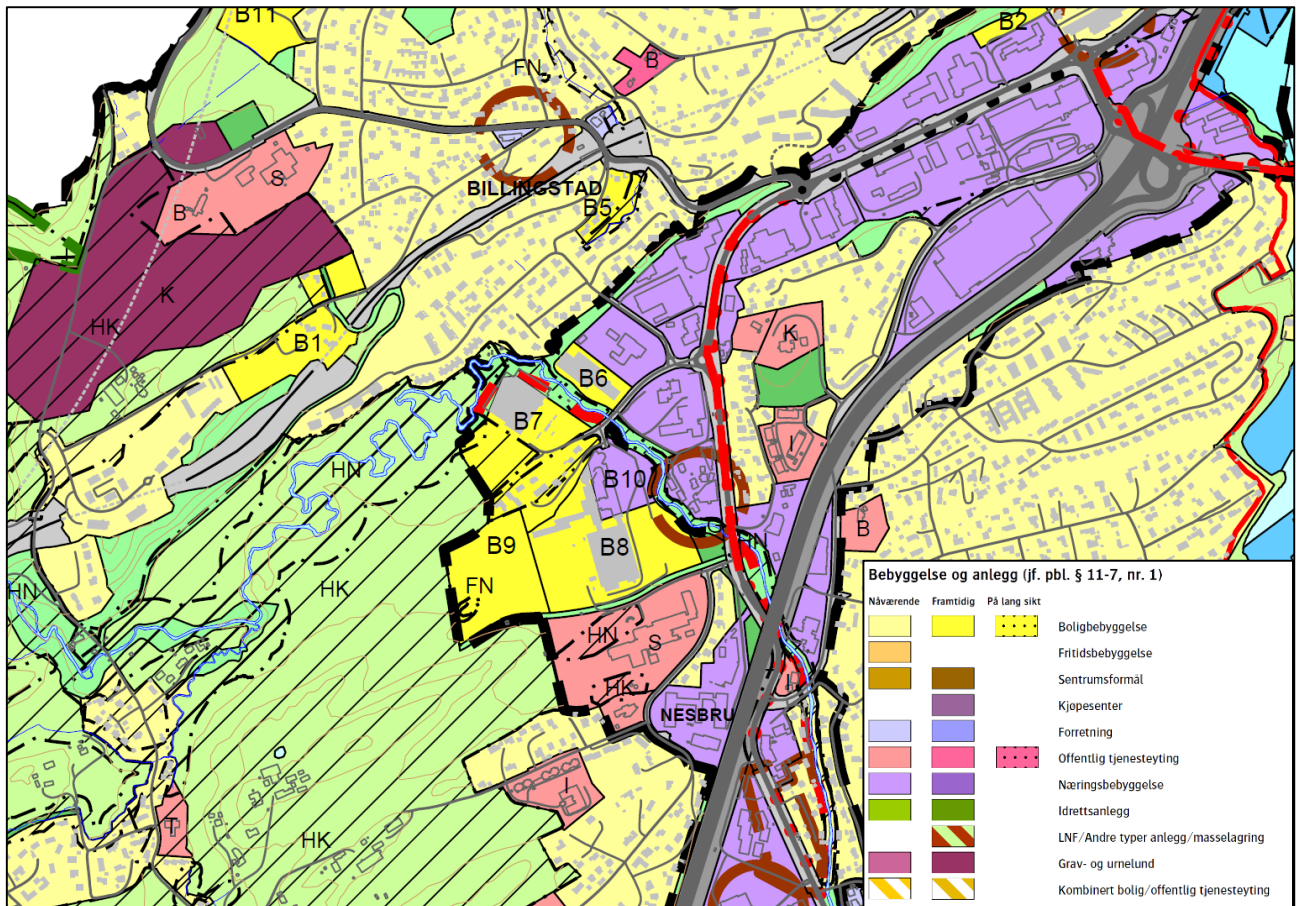 B11
B2
FN
B
BILLINGSTAD
B5
S
B
K
HK
B1
K
B6
B7
I
HN
B10
B9
B8
HN
B
HK
FN
HN
HN
S
HK
I
NESBRU
I
T
HK
Bebyggelse og anlegg (jf. pbl. § 11-7, nr. 1)
Nåværende Framtidig På lang sikt
Boligbebyggelse
Fritidsbebyggelse
Sentrumsformål
Kjøpesenter
Forretning
Offentlig tjenesteyting
Næringsbebyggelse
Idrettsanlegg
LNF/Andre typer anlegg/masselagring
Grav- og urnelund
Kombinert bolig/offentlig tjenesteyting